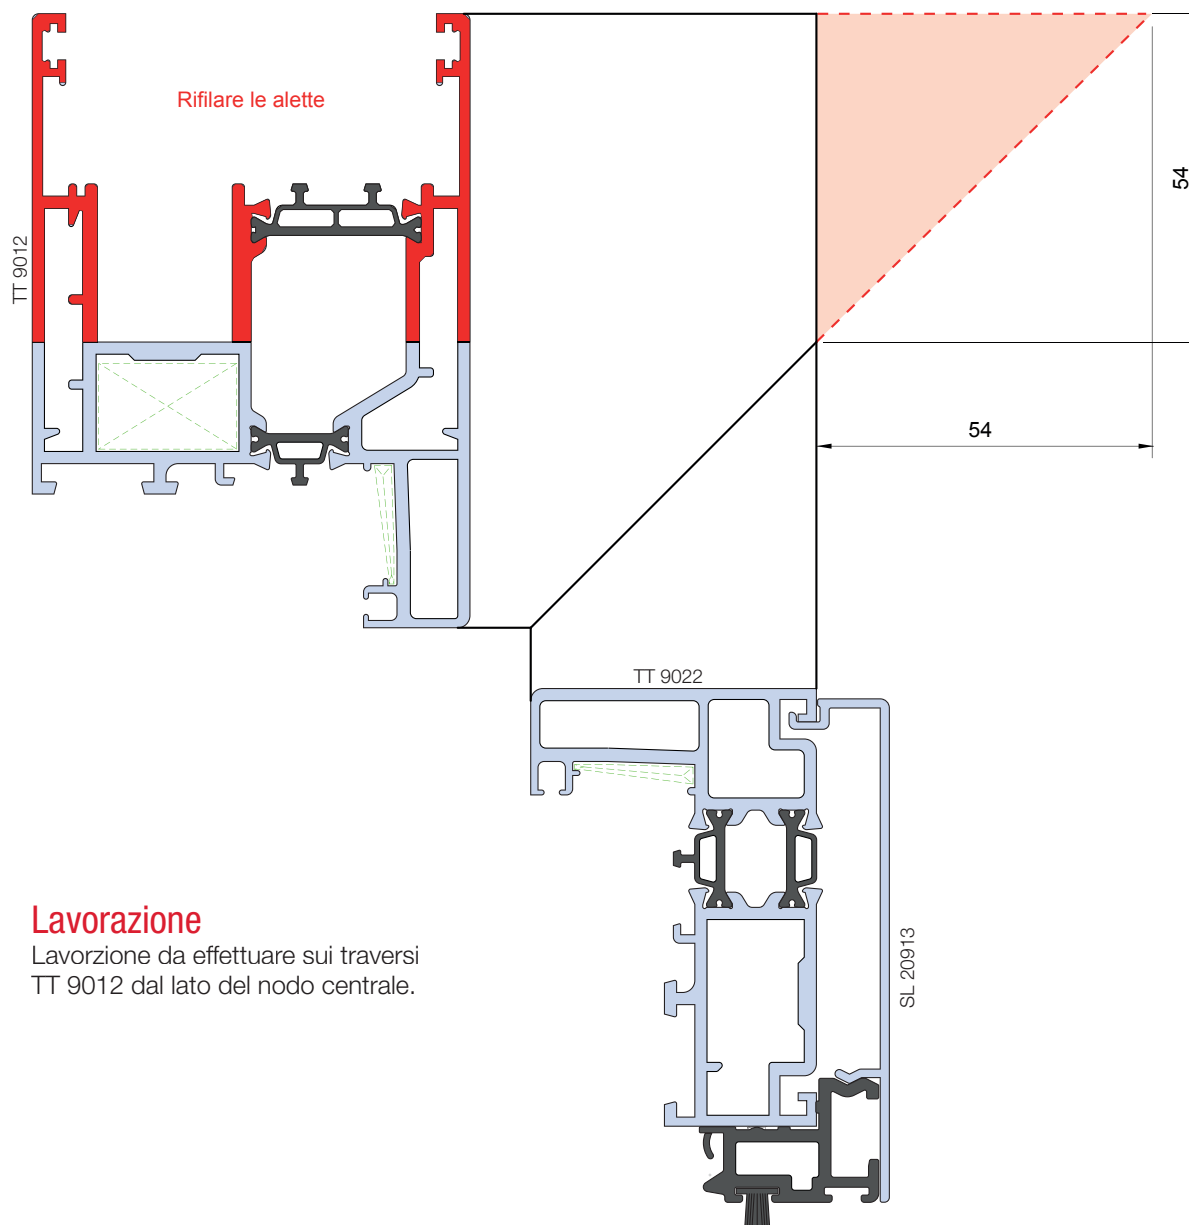 Rifilare le alette
TT 9012
54
54
TT 9022
SL 20913
Lavorazione
Lavorzione da effettuare sui traversi
TT 9012 dal lato del nodo centrale.